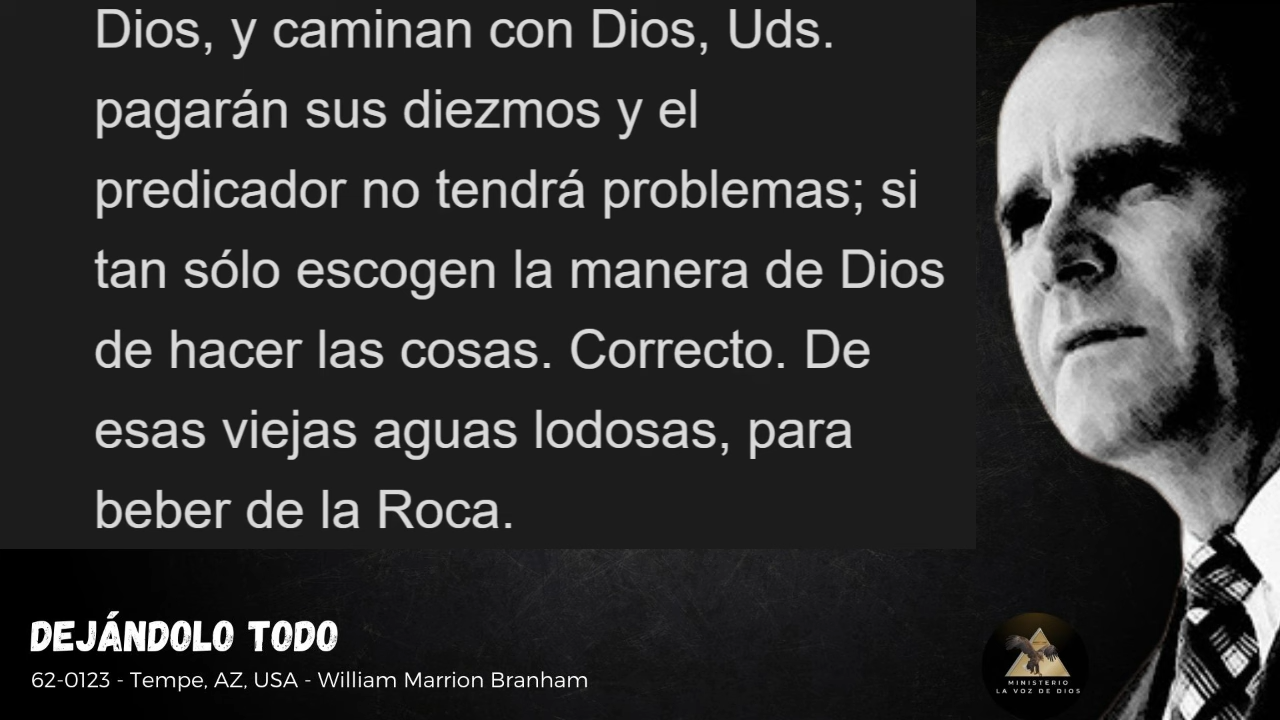 Dios, y caminan con Dios, Uds.
pagarán sus diezmos y el
predicador no tendrá problemas; si
tan sólo escogen la manera de Dios
de hacer las cosas. Correcto. De
esas viejas aguas lodosas, para
beber de la Roca.
DEJÁNDOLO TODO
62-0123 - Tempe, AZ, USA - William Marrion Branham
MINISTERIO
LA VOZ DE DIOS